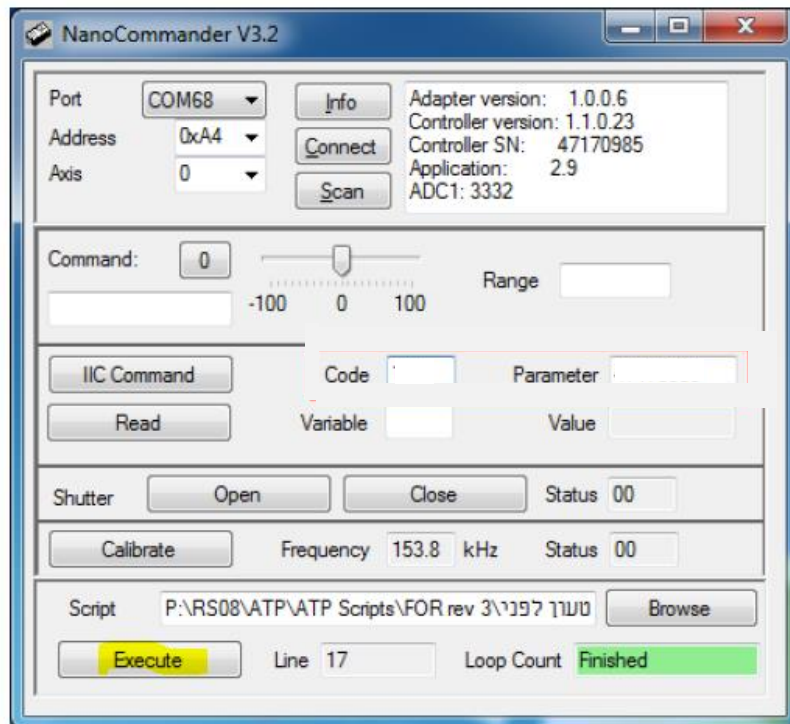 NanoCommander V3.2
Port COM68 Info
Address 0xA4 Connect
Axis 0 Scan
Adapter version: 1.0.0.6
Controller version: 1.1.0.23
Controller SN: 47170985
Application: 2.9
ADC1: 3332
Command: 0 Range
-100 0 100
IIC Command Code Parameter
Read Variable Value
Shutter Open Close Status 00
Calibrate Frequency 153.8 kHz Status 00
Script P:\RS08\ATP\ATP Scripts\FOR rev 3\טעון לפני Browse
Execute Line 17 Loop Count Finished